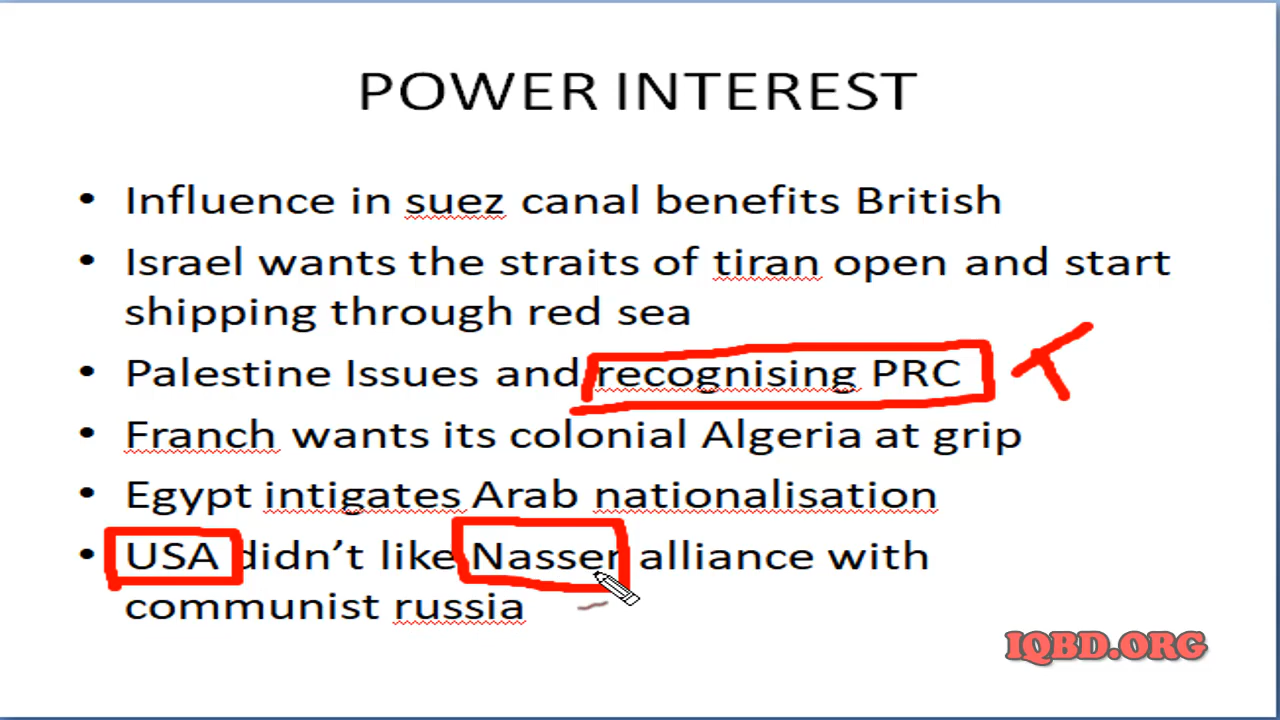 POWER INTEREST
• Influence in suez canal benefits British
• Israel wants the straits of tiran open and start
shipping through red sea
• Palestine Issues and recognising PRC
• Franch wants its colonial Algeria at grip
• Egypt intigates Arab nationalisation
• USA didn't like Nasser alliance with
communist russia
IQBD.ORG